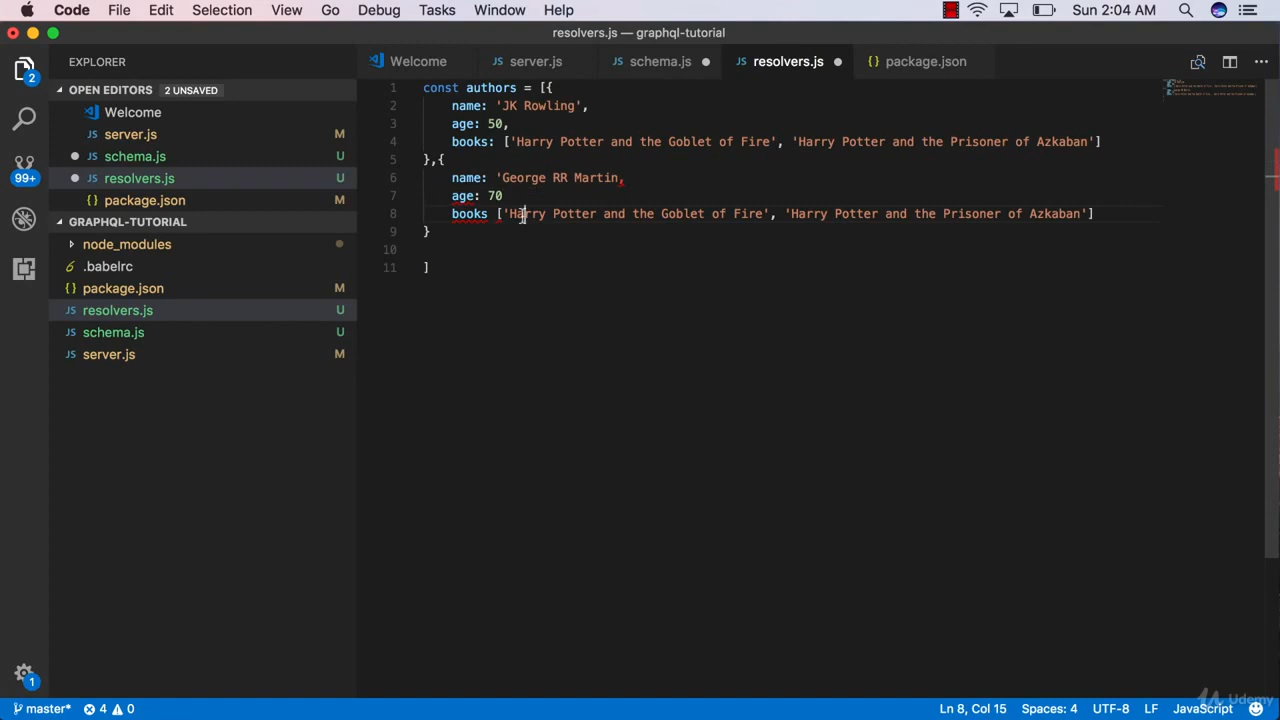 Code File Edit Selection View Go Debug Tasks Window Help Sun 2:04 AM
resolvers.js — graphql-tutorial
EXPLORER Welcome server.js schema.js resolvers.js package.json
OPEN EDITORS 2 UNSAVED
Welcome
server.js M
schema.js U
resolvers.js U
package.json M
GRAPHQL-TUTORIAL
node_modules
.babelrc
package.json M
resolvers.js U
schema.js U
server.js M
2
99+
1
1 const authors = [{
2 name: 'JK Rowling',
3 age: 50,
4 books: ['Harry Potter and the Goblet of Fire', 'Harry Potter and the Prisoner of Azkaban']
5 },{
6 name: 'George RR Martin,
7 age: 70
8 books ['Harry Potter and the Goblet of Fire', 'Harry Potter and the Prisoner of Azkaban']
9 }
10
11 ]
Udemy
master* 4 0 Ln 8, Col 15 Spaces: 4 UTF-8 LF JavaScript